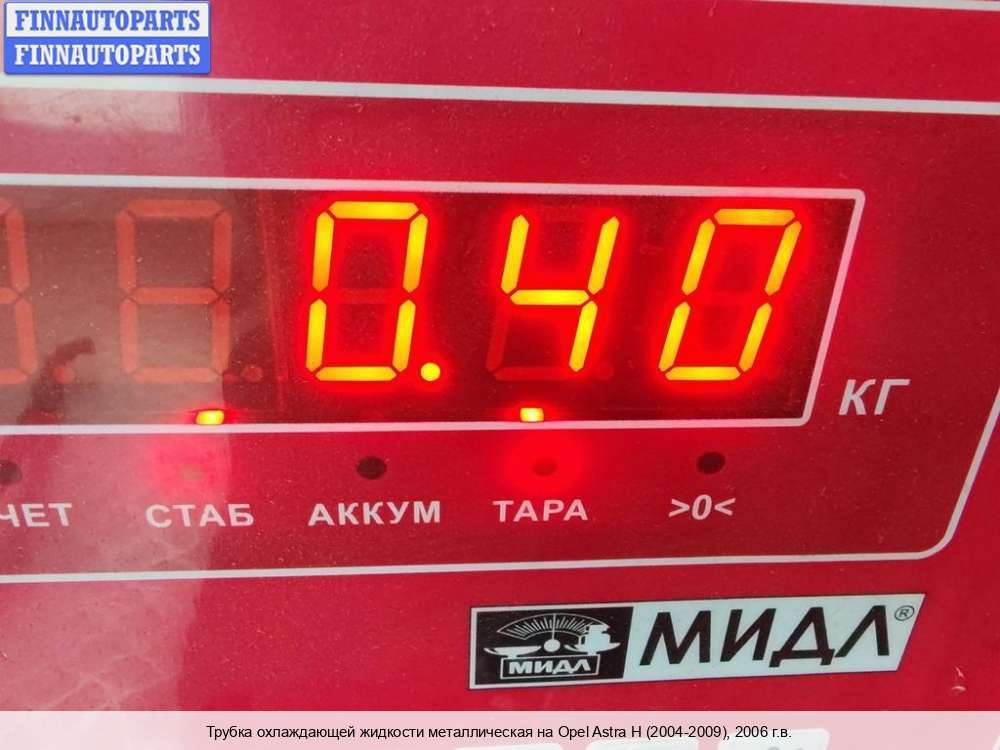 FINNAUTOPARTS
FINNAUTOPARTS
0.40
КГ
ЧЕТ СТАБ АККУМ ТАРА >0<
МИДЛ МИДЛ®
Трубка охлаждающей жидкости металлическая на Opel Astra H (2004-2009), 2006 г.в.